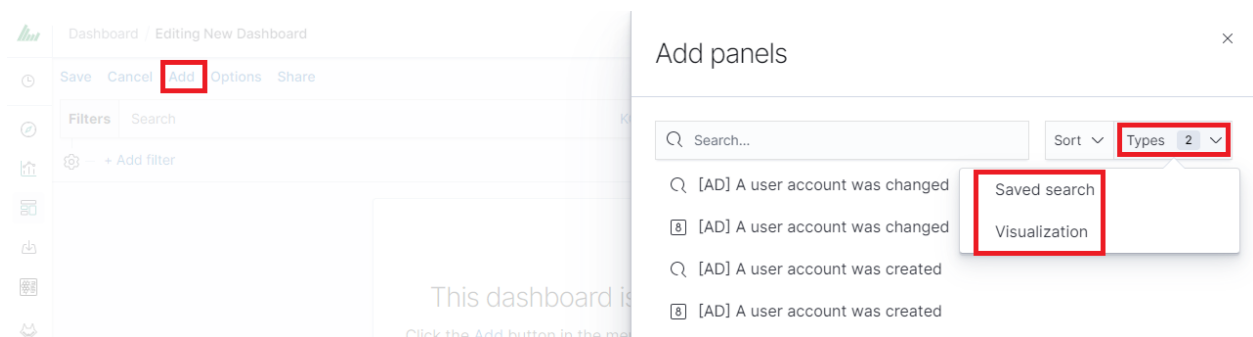 Dashboard / Editing New Dashboard
Save Cancel Add Options Share
Filters Search
+ Add filter
This dashboard is
Click the Add button in the me
Add panels
Search...
Sort
Types 2
Saved search
Visualization
[AD] A user account was changed
8 [AD] A user account was changed
[AD] A user account was created
8 [AD] A user account was created